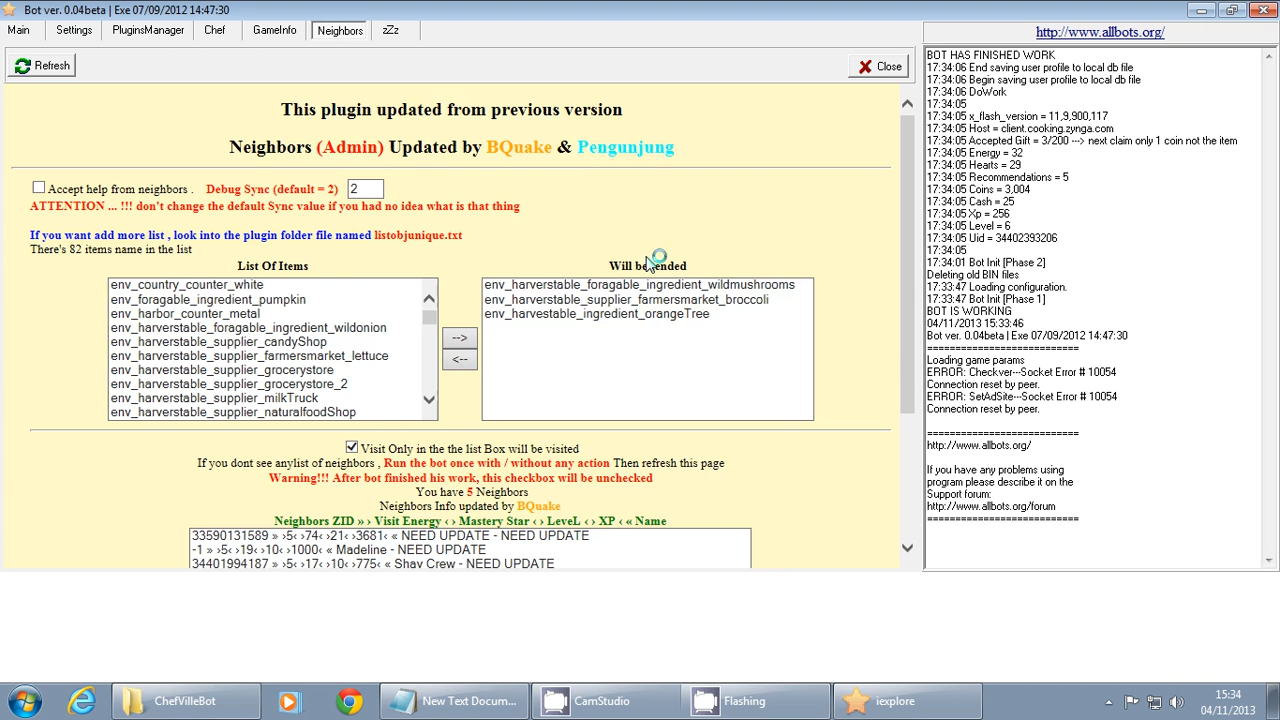 Bot ver. 0.04beta | Exe 07/09/2012 14:47:30
Main Settings PluginsManager Chef GameInfo Neighbors zZz
http://www.allbots.org/
Refresh
Close
This plugin updated from previous version
Neighbors (Admin) Updated by BQuake & Pengunjung
Accept help from neighbors . Debug Sync (default = 2) 2
ATTENTION ... !!! don't change the default Sync value if you had no idea what is that thing
If you want add more list , look into the plugin folder file named listobjunique.txt
There's 82 items name in the list
List Of Items
env_country_counter_white
env_foragable_ingredient_pumpkin
env_harbor_counter_metal
env_harverstable_foragable_ingredient_wildonion
env_harverstable_supplier_candyShop
env_harverstable_supplier_farmersmarket_lettuce
env_harverstable_supplier_grocerystore
env_harverstable_supplier_grocerystore_2
env_harverstable_supplier_milkTruck
env_harverstable_supplier_naturalfoodShop
-->
<--
Will be ended
env_harverstable_foragable_ingredient_wildmushrooms
env_harverstable_supplier_farmersmarket_broccoli
env_harvestable_ingredient_orangeTree
Visit Only in the the list Box will be visited
If you dont see anylist of neighbors , Run the bot once with / without any action Then refresh this page
Warning!!! After bot finished his work, this checkbox will be unchecked
You have 5 Neighbors
Neighbors Info updated by BQuake
Neighbors ZID » › Visit Energy ‹ › Mastery Star ‹ › LeveL ‹ › XP ‹ « Name
33590131589 » ›5‹ ›74‹ ›21‹ ›3681‹ « NEED UPDATE - NEED UPDATE
-1 » ›5‹ ›19‹ ›10‹ ›1000‹ « Madeline - NEED UPDATE
34401994187 » ›5‹ ›17‹ ›10‹ ›775‹ « Shay Crew - NEED UPDATE
BOT HAS FINISHED WORK
17:34:06 End saving user profile to local db file
17:34:06 Begin saving user profile to local db file
17:34:06 DoWork
17:34:05
17:34:05 x_flash_version = 11,9,900,117
17:34:05 Host = client.cooking.zynga.com
17:34:05 Accepted Gift = 3/200 ---> next claim only 1 coin not the item
17:34:05 Energy = 32
17:34:05 Hearts = 29
17:34:05 Recommendations = 5
17:34:05 Coins = 3,004
17:34:05 Cash = 25
17:34:05 Xp = 256
17:34:05 Level = 6
17:34:05 Uid = 34402393206
17:34:05
17:34:01 Bot Init [Phase 2]
Deleting old BIN files
17:33:47 Loading configuration.
17:33:47 Bot Init [Phase 1]
BOT IS WORKING
04/11/2013 15:33:46
Bot ver. 0.04beta | Exe 07/09/2012 14:47:30
===========================
Loading game params
ERROR: Checkver---Socket Error # 10054
Connection reset by peer.
ERROR: SetAdSite---Socket Error # 10054
Connection reset by peer.
===========================
http://www.allbots.org/
If you have any problems using
program please describe it on the
Support forum:
http://www.allbots.org/forum
===========================
ChefVilleBot
New Text Docum...
CamStudio
Flashing
iexplore
15:34
04/11/2013